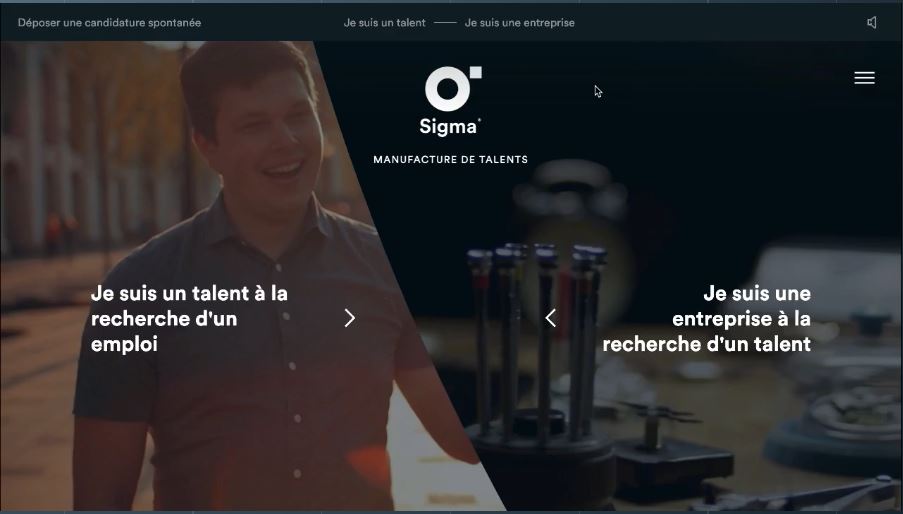 Déposer une candidature spontanée
Je suis un talent
Je suis une entreprise
Sigma
MANUFACTURE DE TALENTS
Je suis un talent à la
recherche d'un
emploi
Je suis une
entreprise à la
recherche d'un talent